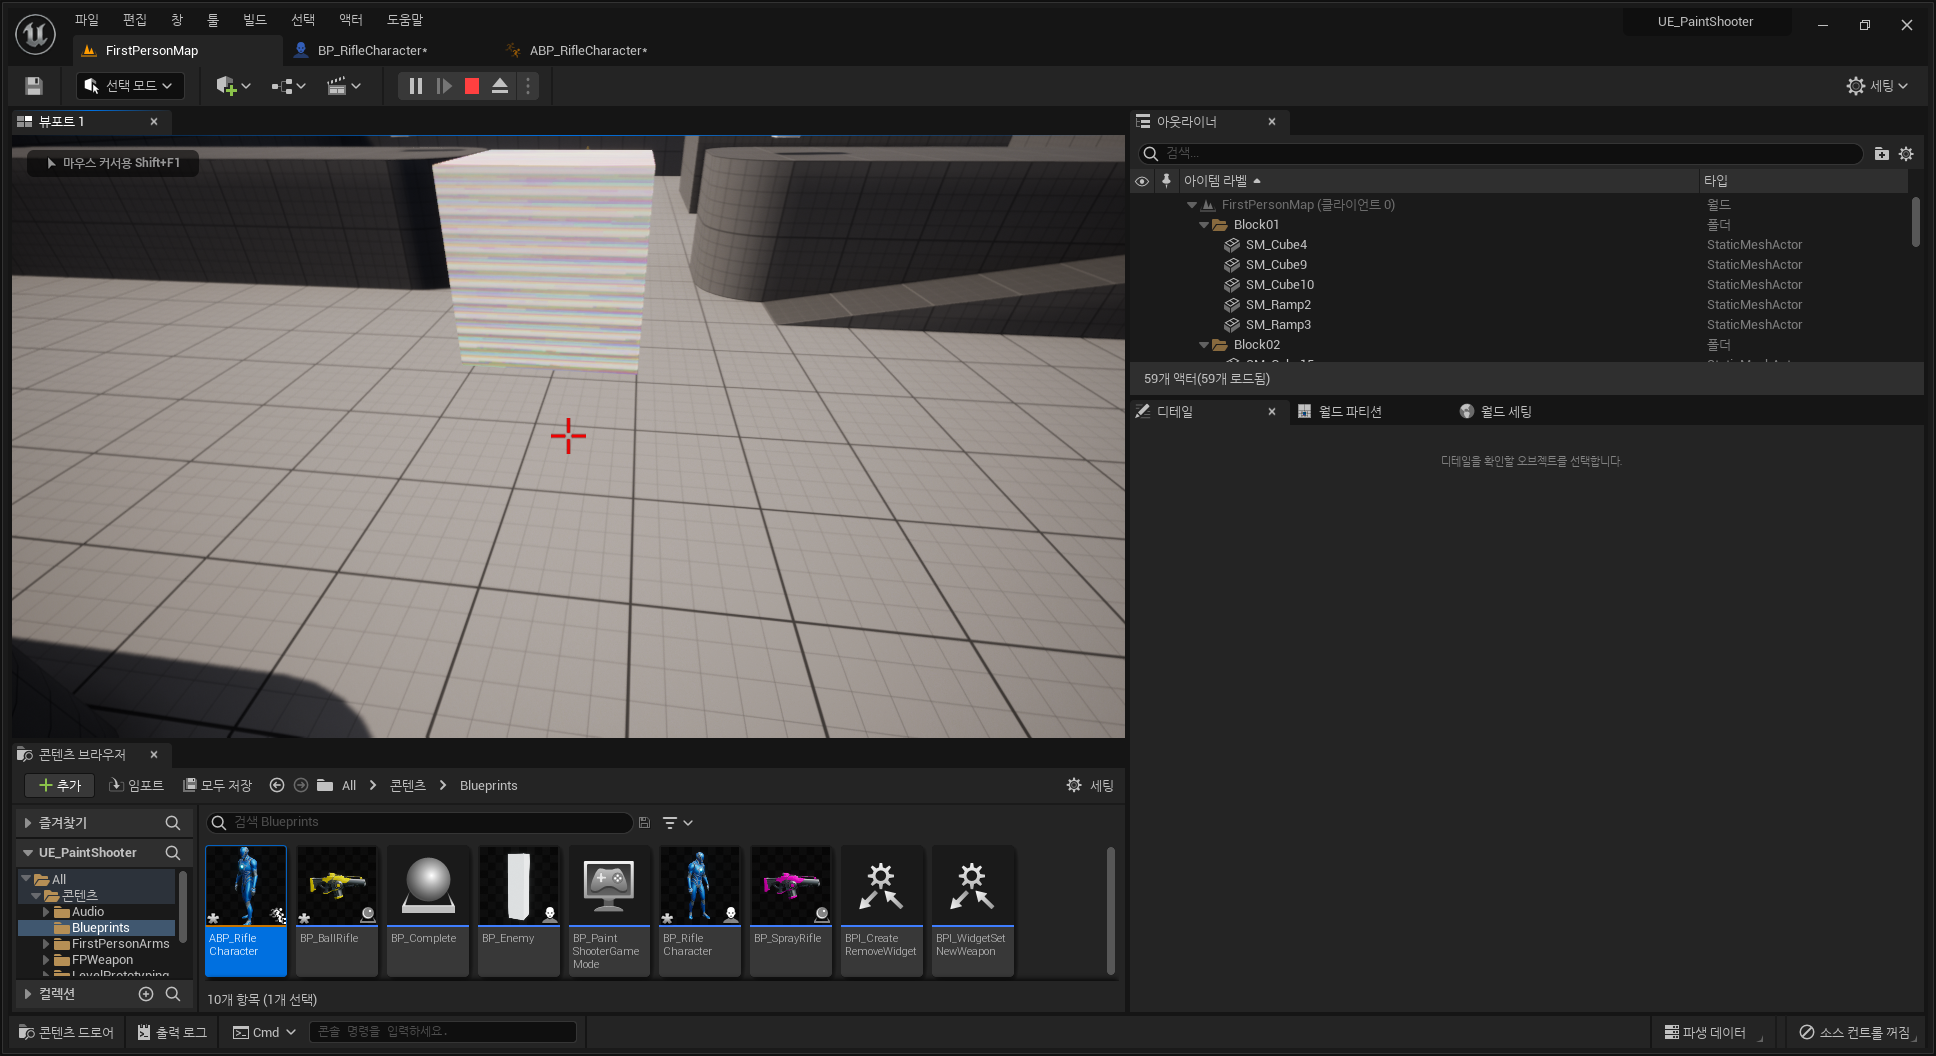 파일 편집 창 툴 빌드 선택 액터 도움말
UE_PaintShooter
FirstPersonMap
BP_RifleCharacter*
ABP_RifleCharacter*
선택 모드
세팅
뷰포트 1
마우스 커서용 Shift+F1
아웃라이너
검색...
아이템 라벨
타입
FirstPersonMap (클라이언트 0)
월드
Block01
폴더
SM_Cube4
StaticMeshActor
SM_Cube9
StaticMeshActor
SM_Cube10
StaticMeshActor
SM_Ramp2
StaticMeshActor
SM_Ramp3
StaticMeshActor
Block02
폴더
59개 액터(59개 로드됨)
디테일
월드 파티션
월드 세팅
디테일을 확인할 오브젝트를 선택합니다.
콘텐츠 브라우저
추가
임포트
모두 저장
All
콘텐츠
Blueprints
세팅
즐겨찾기
검색 Blueprints
UE_PaintShooter
All
콘텐츠
Audio
Blueprints
FirstPersonArms
FPWeapon
LevelPrototyping
컬렉션
ABP_Rifle
Character
BP_BallRifle
BP_Complete
BP_Enemy
BP_Paint
ShooterGame
Mode
BP_Rifle
Character
BP_SprayRifle
BPI_Create
RemoveWidget
BPI_WidgetSet
NewWeapon
10개 항목 (1개 선택)
콘텐츠 드로어
출력 로그
Cmd
콘솔 명령을 입력하세요.
파생 데이터
소스 컨트롤 꺼짐